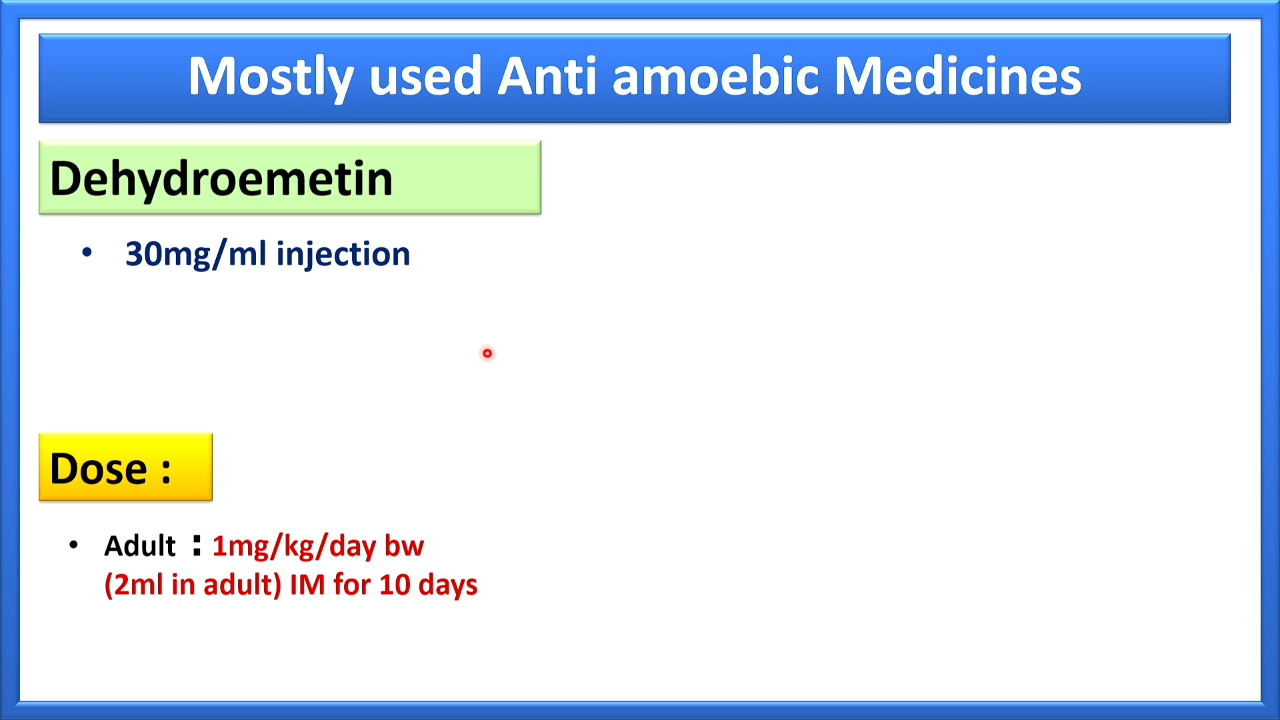 Mostly used Anti amoebic Medicines
Dehydroemetin
• 30mg/ml injection
Dose :
• Adult : 1mg/kg/day bw
(2ml in adult) IM for 10 days